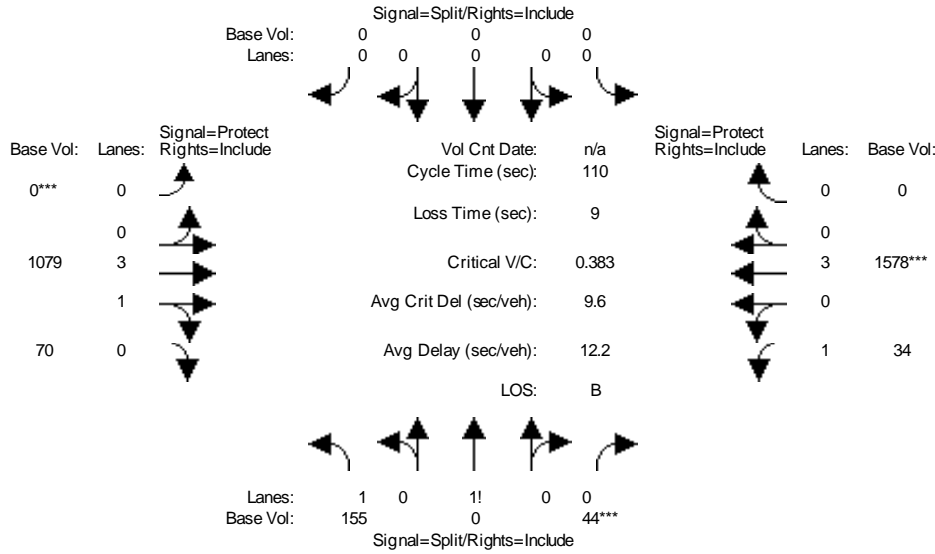 Signal=Split/Rights=Include
Base Vol: 0 0 0
Lanes: 0 0 0 0 0
Signal=Protect
Base Vol: Lanes: Rights=Include
Vol Cnt Date: n/a
Signal=Protect
Rights=Include Lanes: Base Vol:
Cycle Time (sec): 110
0*** 0
0 0
Loss Time (sec): 9
0
0
1079 3
Critical V/C: 0.383
3 1578***
1
Avg Crit Del (sec/veh): 9.6
0
70 0
Avg Delay (sec/veh): 12.2
1 34
LOS: B
Lanes: 1 0 1! 0 0
Base Vol: 155 0 44***
Signal=Split/Rights=Include